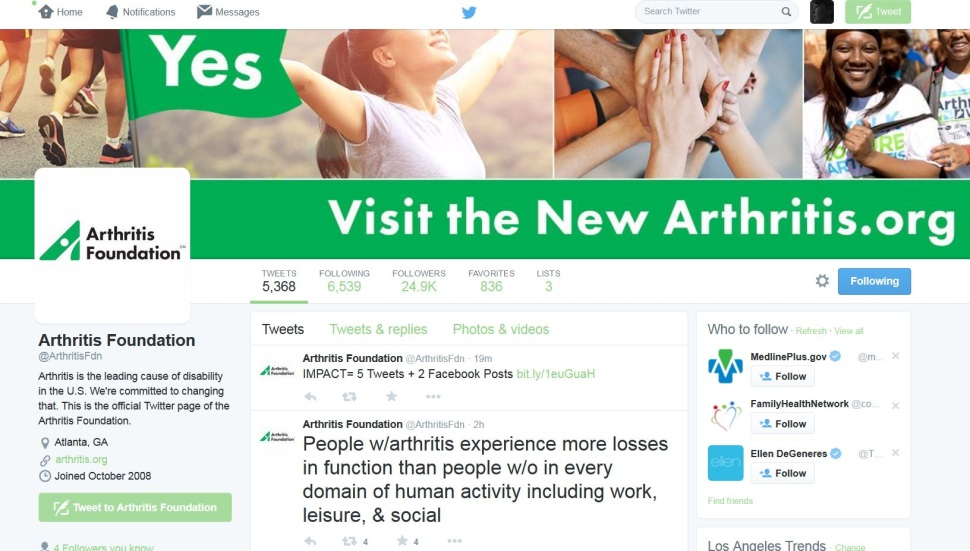 Home Notifications Messages Search Twitter Tweet
Yes
Visit the New Arthritis.org
Arthritis
Foundation
TWEETS FOLLOWING FOLLOWERS FAVORITES LISTS
5,368 6,539 24.9K 836 3
Following
Arthritis Foundation
@ArthritisFdn
Arthritis is the leading cause of disability
in the U.S. We're committed to changing
that. This is the official Twitter page of the
Arthritis Foundation.
Atlanta, GA
arthritis.org
Joined October 2008
Tweet to Arthritis Foundation
4 Followers you know
Tweets Tweets & replies Photos & videos
Arthritis Foundation @ArthritisFdn · 19m
IMPACT= 5 Tweets + 2 Facebook Posts bit.ly/1euGuaH
Arthritis Foundation @ArthritisFdn · 2h
People w/arthritis experience more losses
in function than people w/o in every
domain of human activity including work,
leisure, & social
4 4
Who to follow · Refresh · View all
MedlinePlus.gov @m...
Follow
FamilyHealthNetwork @co...
Follow
ellen
Ellen DeGeneres @T...
Follow
Find friends
Los Angeles Trends · Change